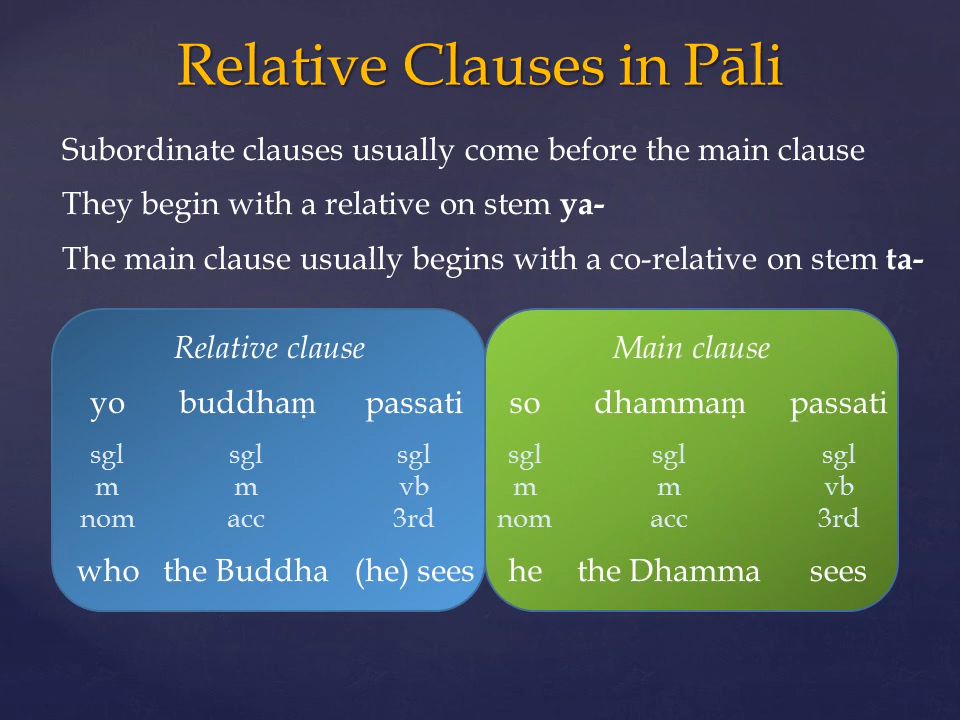 Relative Clauses in Pāli
Subordinate clauses usually come before the main clause
They begin with a relative on stem ya-
The main clause usually begins with a co-relative on stem ta-
Relative clause
yo buddhaṃ passati
sgl sgl sgl
m m vb
nom acc 3rd
who the Buddha (he) sees
Main clause
so dhammaṃ passati
sgl sgl sgl
m m vb
nom acc 3rd
he the Dhamma sees